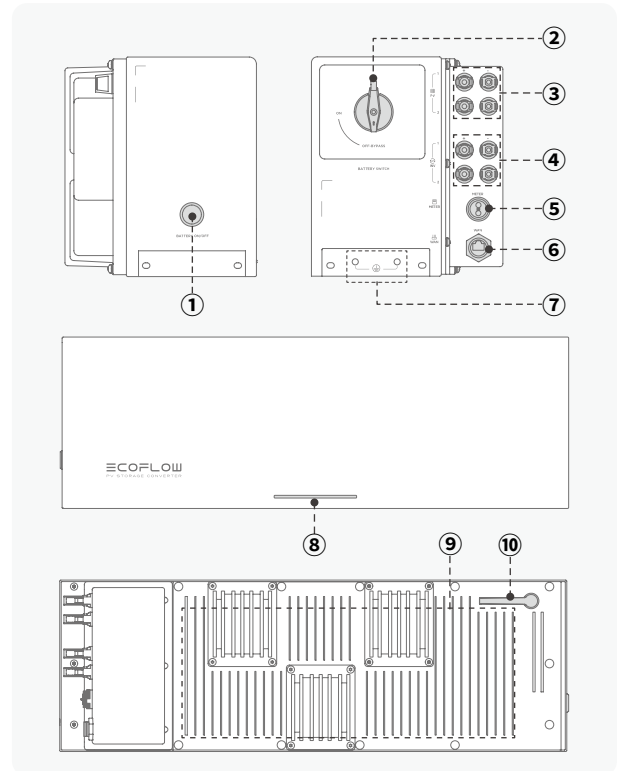 ②
ON
OFF-BYPASS
BATTERY SWITCH
③
④
METER
⑤
METER
WIFI
⑥
BATTERY ON/OFF
①
⑦
ECOFLOW
PV STORAGE CONVERTER
⑧
⑨
⑩